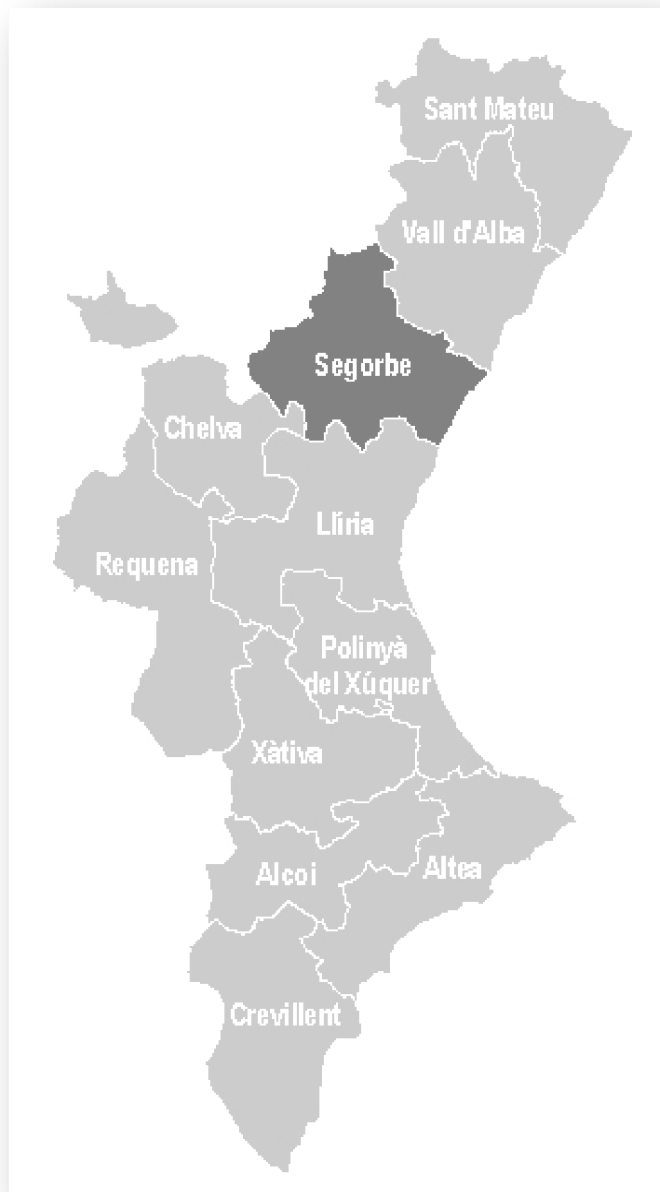 Sant Mateu
Vall d'Alba
Segorbe
Chelva
Llíria
Requena
Polinyà
del Xúquer
Xàtiva
Alcoi
Altea
Crevillent